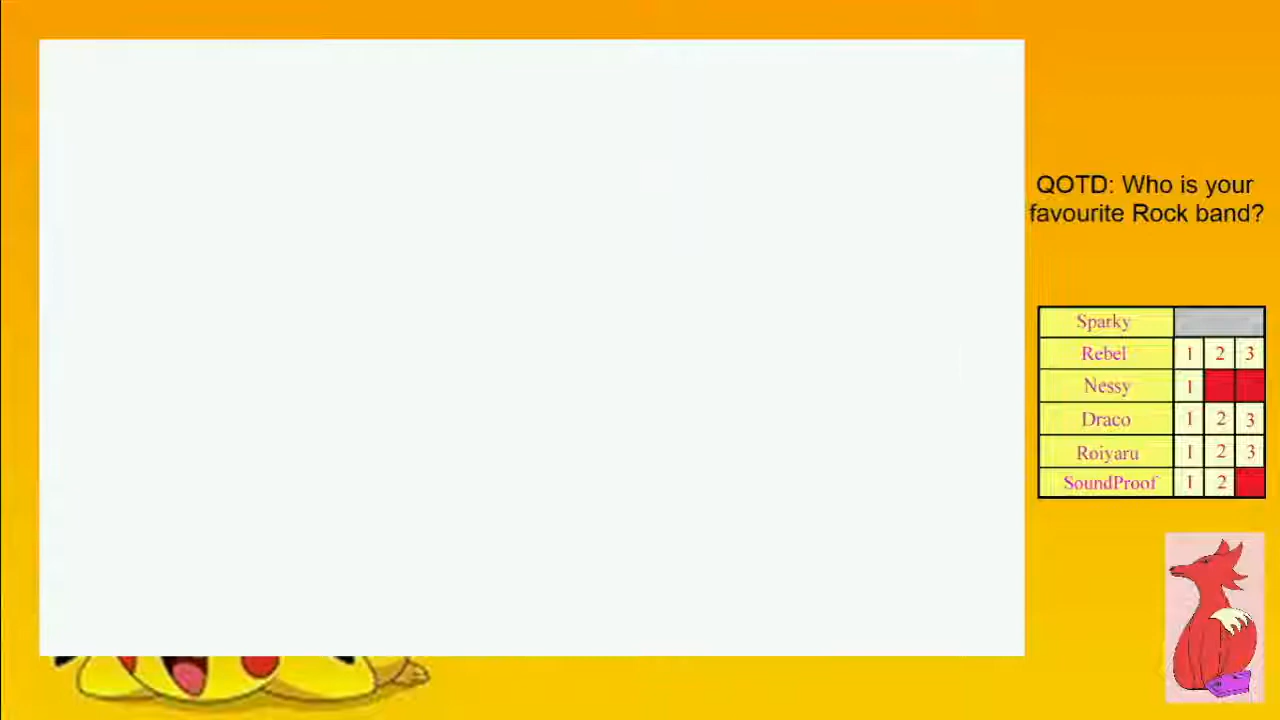 QOTD: Who is your
favourite Rock band?
Sparky
Rebel 1 2 3
Nessy 1
Draco 1 2 3
Roiyaru 1 2 3
SoundProof 1 2